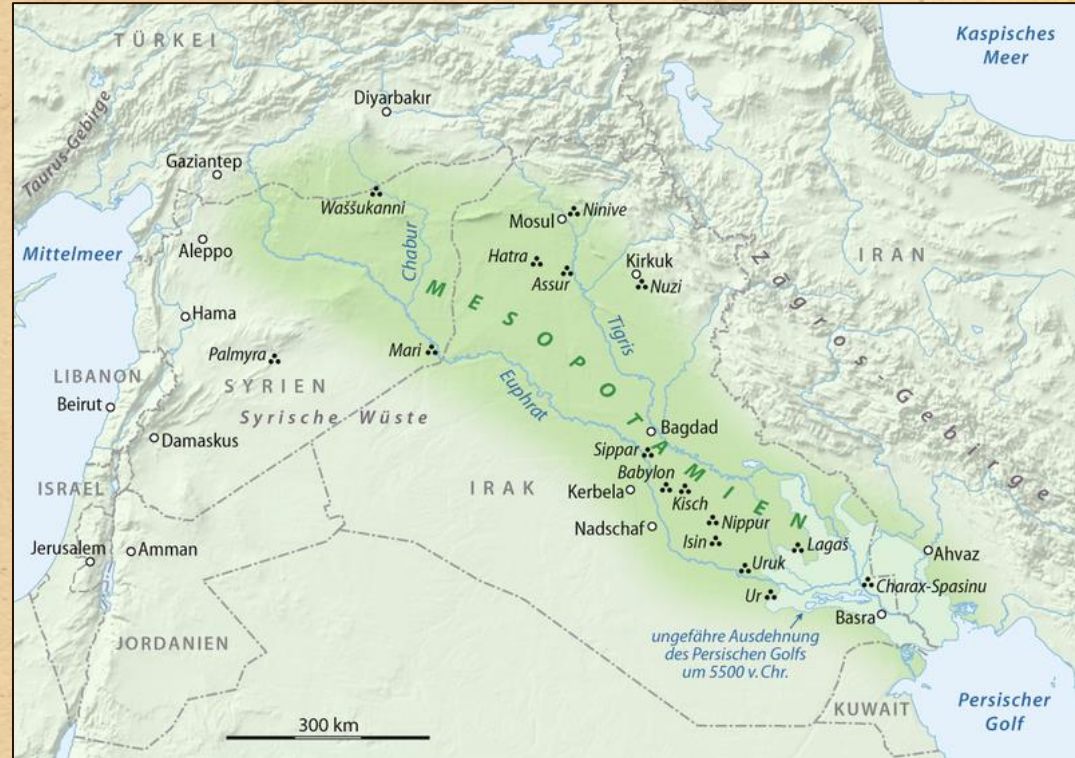 TÜRKEI
Kaspisches
Meer
Diyarbakır
Taurus-Gebirge
Gaziantep
Waššukanni
Mosul
Ninive
Mittelmeer
Aleppo
Chabur
Hatra
Assur
Kirkuk
Nuzi
IRAN
Zāgros-Gebirge
MESOPOTAMIEN
Hama
Tigris
Palmyra
Mari
LIBANON
SYRIEN
Euphrat
Beirut
Syrische Wüste
Bagdad
Damaskus
Sippar
Babylon
ISRAEL
IRAK
Kerbela
Kisch
Nippur
Nadschaf
Isin
Lagaš
Jerusalem
Amman
Ahvaz
Uruk
Charax-Spasinu
Ur
Basra
JORDANIEN
ungefähre Ausdehnung
des Persischen Golfs
um 5500 v. Chr.
KUWAIT
Persischer
Golf
300 km